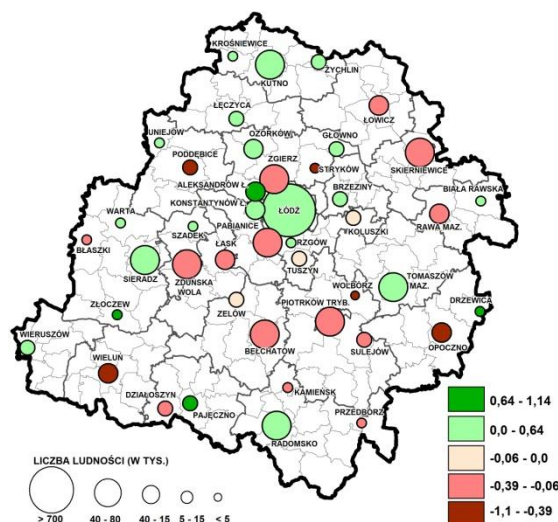 KROŚNIEWICE
KUTNO
ŻYCHLIN
ŁĘCZYCA
ŁOWICZ
UNIEJÓW
OZORKÓW
GŁOWNO
PODDĘBICE
ZGIERZ
STRYKÓW
SKIERNIEWICE
ALEKSANDRÓW Ł.
BRZEZINY
BIAŁA RAWSKA
KONSTANTYNÓW Ł.
ŁÓDŹ
WARTA
SZADEK
PABIANICE
RZGÓW
KOLUSZKI
RAWA MAZ.
BŁASZKI
ŁASK
TUSZYN
SIERADZ
ZDUŃSKA
WOLA
WOLBÓRZ
TOMASZÓW
MAZ.
ZŁOCZEW
ZELÓW
PIOTRKÓW TRYB.
DRZEWICA
WIERUSZÓW
BEŁCHATÓW
SULEJÓW
OPOCZNO
WIELUŃ
DZIAŁOSZYN
PAJĘCZNO
KAMIEŃSK
PRZEDBÓRZ
RADOMSKO
0,64 - 1,14
0,0 - 0,64
-0,06 - 0,0
-0,39 - -0,06
-1,1 - -0,39
LICZBA LUDNOŚCI (W TYS.)
> 700 40 - 80 40 - 15 5 - 15 < 5